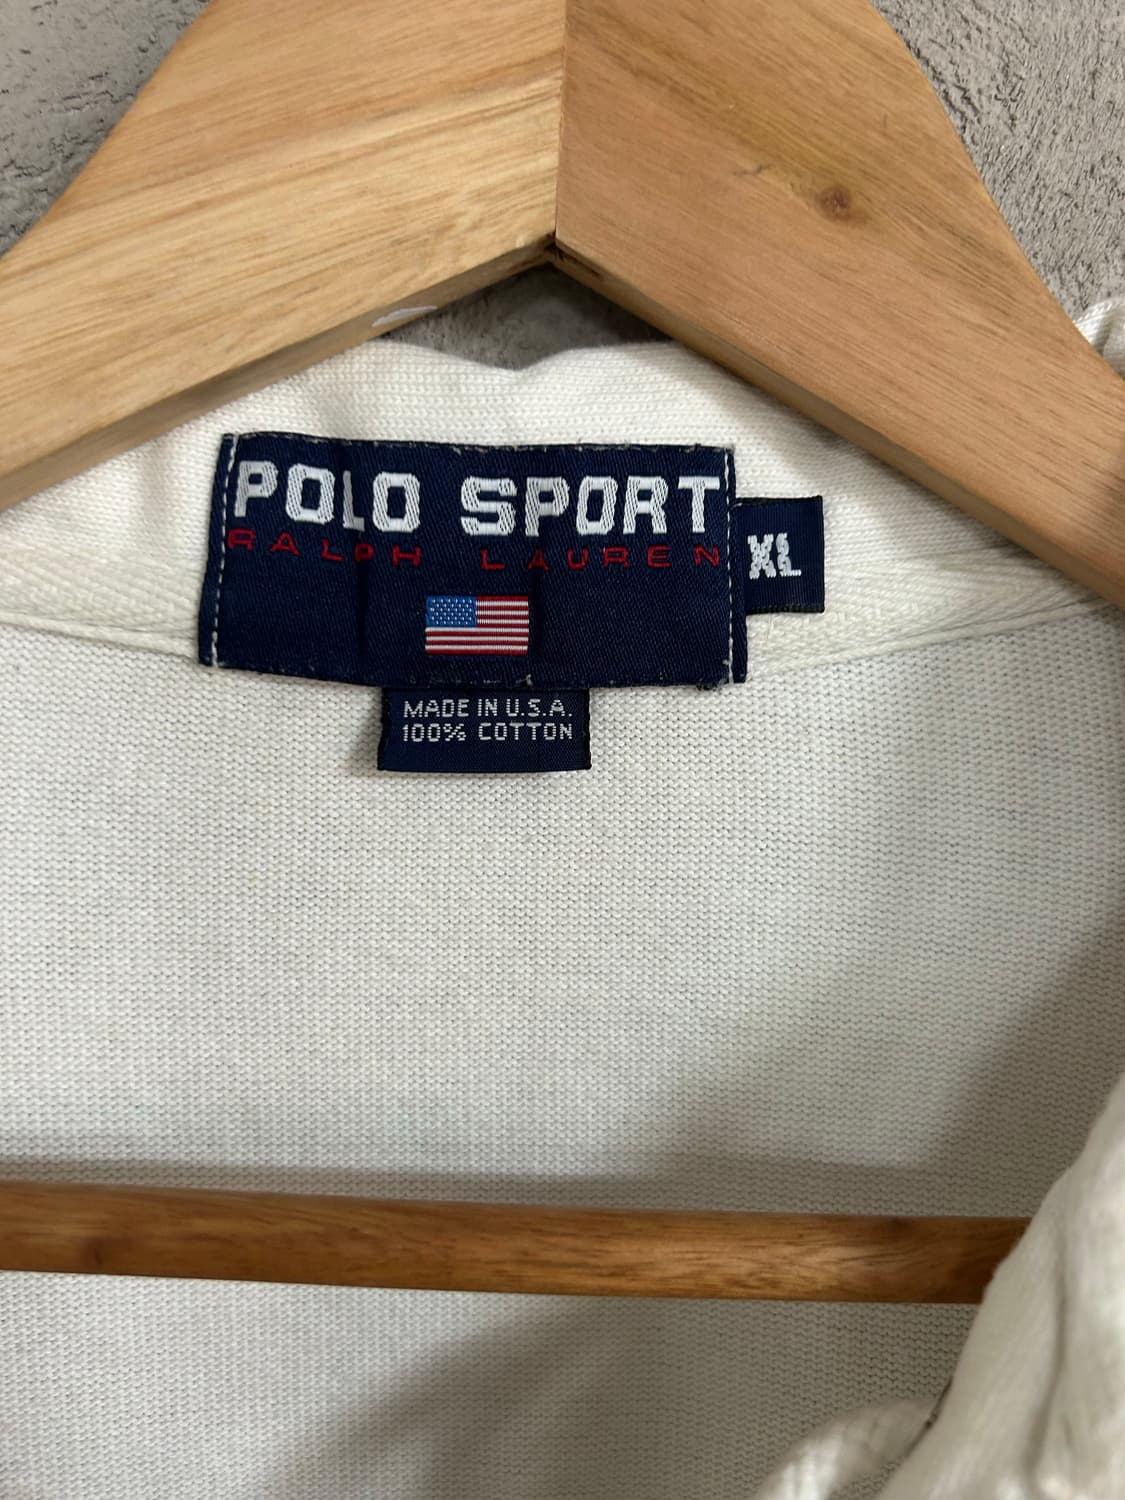 POLO SPORT
RALPH LAUREN
XL
MADE IN U.S.A.
100% COTTON